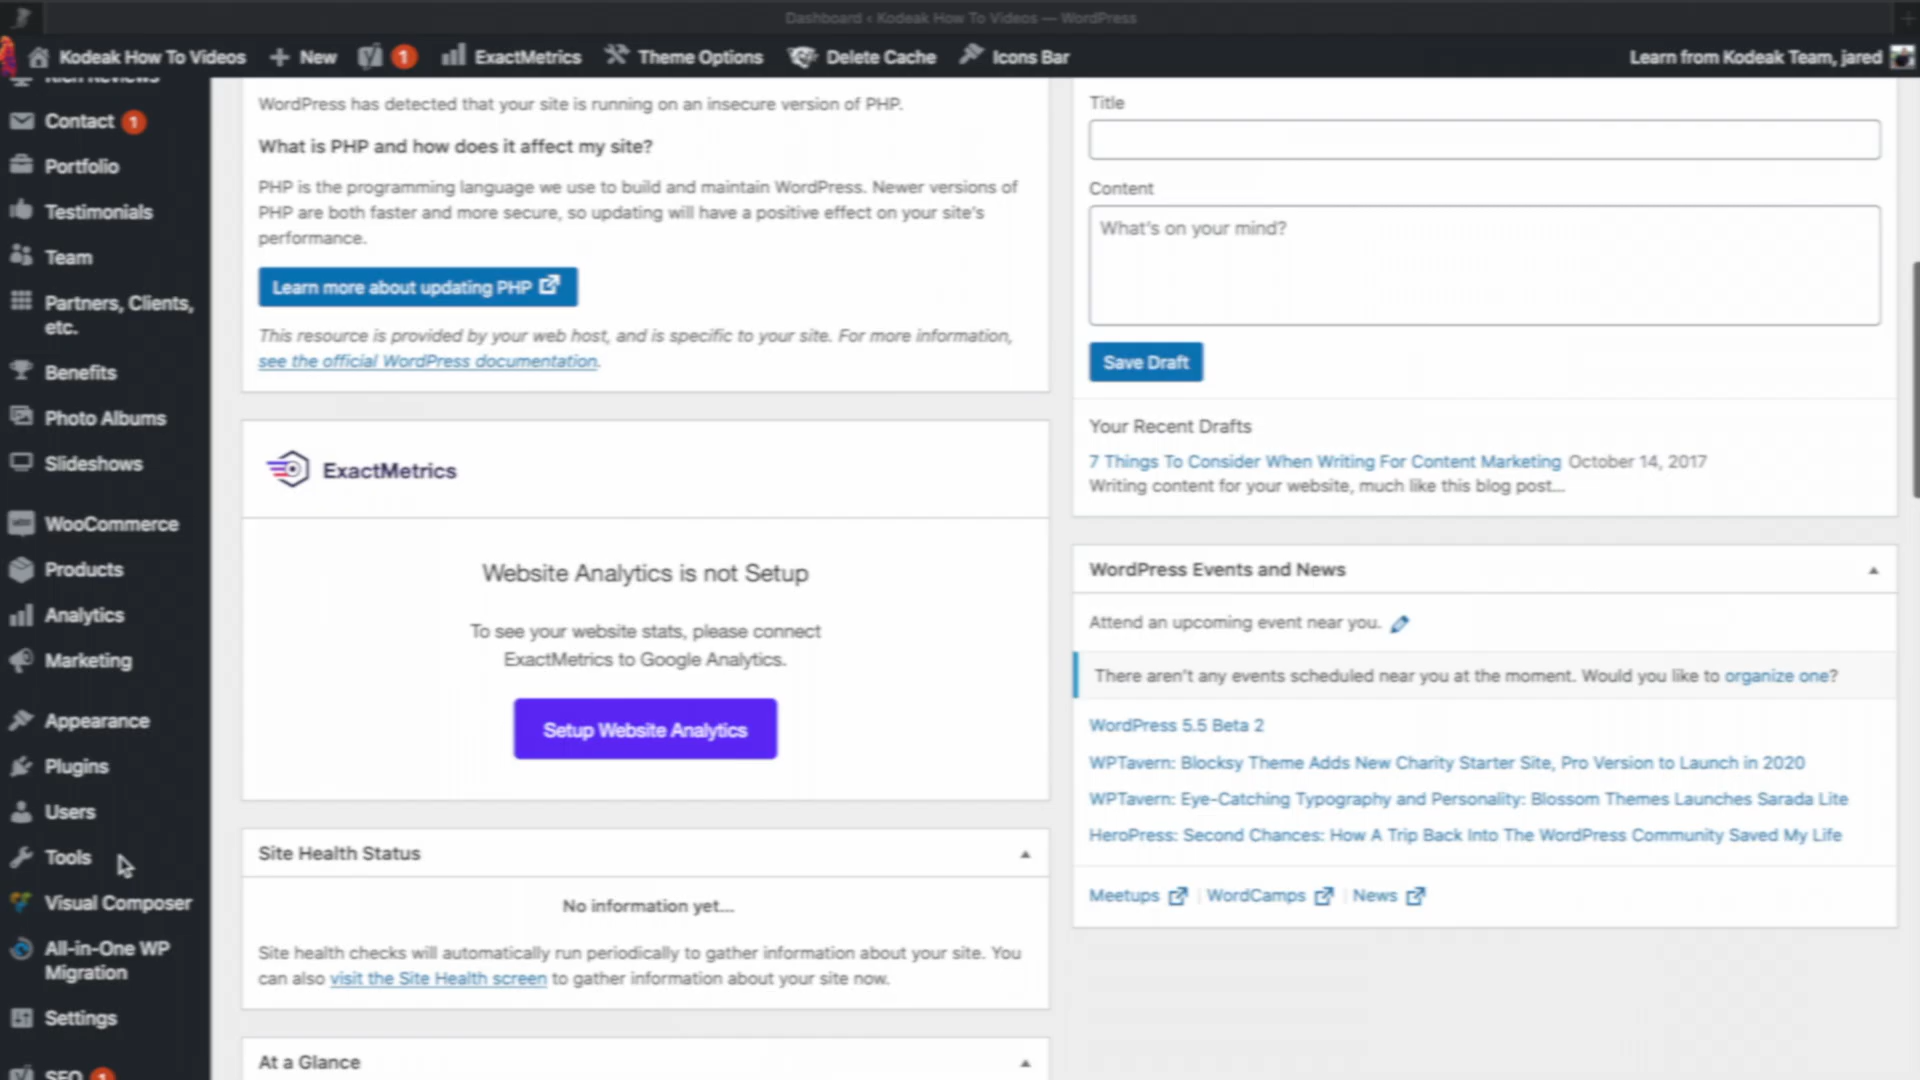 Dashboard ‹ Kodeak How To Videos — WordPress
Kodeak How To Videos
New
1
ExactMetrics
Theme Options
Delete Cache
Icons Bar
Learn from Kodeak Team, jared
Rich Reviews
Contact 1
Portfolio
Testimonials
Team
Partners, Clients,
etc.
Benefits
Photo Albums
Slideshows
WooCommerce
Products
Analytics
Marketing
Appearance
Plugins
Users
Tools
Visual Composer
All-in-One WP
Migration
Settings
SEO 1
WordPress has detected that your site is running on an insecure version of PHP.
What is PHP and how does it affect my site?
PHP is the programming language we use to build and maintain WordPress. Newer versions of
PHP are both faster and more secure, so updating will have a positive effect on your site's
performance.
Learn more about updating PHP
This resource is provided by your web host, and is specific to your site. For more information,
see the official WordPress documentation.
ExactMetrics
Website Analytics is not Setup
To see your website stats, please connect
ExactMetrics to Google Analytics.
Setup Website Analytics
Site Health Status
No information yet...
Site health checks will automatically run periodically to gather information about your site. You
can also visit the Site Health screen to gather information about your site now.
At a Glance
Title
Content
What's on your mind?
Save Draft
Your Recent Drafts
7 Things To Consider When Writing For Content Marketing October 14, 2017
Writing content for your website, much like this blog post...
WordPress Events and News
Attend an upcoming event near you.
There aren't any events scheduled near you at the moment. Would you like to organize one?
WordPress 5.5 Beta 2
WPTavern: Blocksy Theme Adds New Charity Starter Site, Pro Version to Launch in 2020
WPTavern: Eye-Catching Typography and Personality: Blossom Themes Launches Sarada Lite
HeroPress: Second Chances: How A Trip Back Into The WordPress Community Saved My Life
Meetups | WordCamps | News